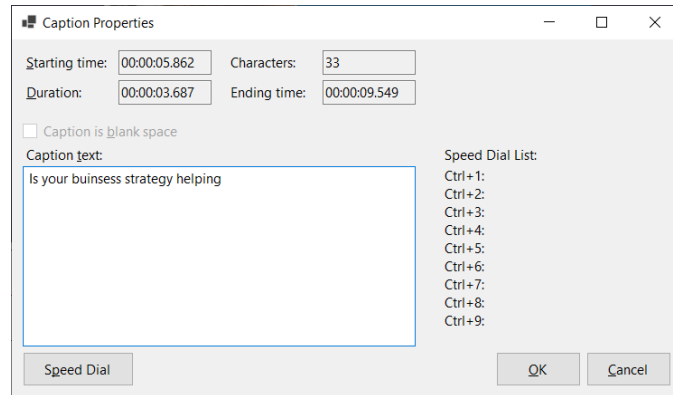 Caption Properties
Starting time: 00:00:05.862 Characters: 33
Duration: 00:00:03.687 Ending time: 00:00:09.549
Caption is blank space
Caption text: Speed Dial List:
Is your buinsess strategy helping
Ctrl+1:
Ctrl+2:
Ctrl+3:
Ctrl+4:
Ctrl+5:
Ctrl+6:
Ctrl+7:
Ctrl+8:
Ctrl+9:
Speed Dial OK Cancel